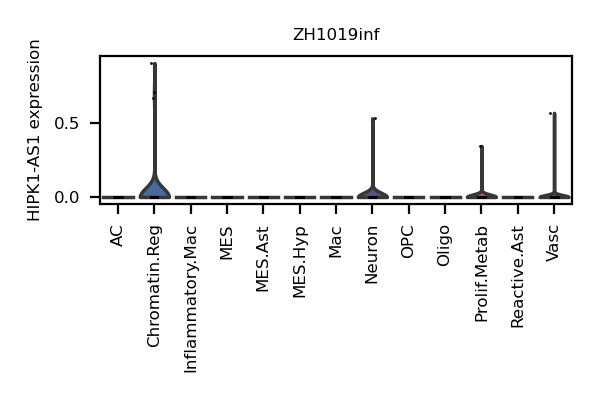 ZH1019inf
HIPK1-AS1 expression
0.5
0.0
AC
Chromatin.Reg
Inflammatory.Mac
MES
MES.Ast
MES.Hyp
Mac
Neuron
OPC
Oligo
Prolif.Metab
Reactive.Ast
Vasc